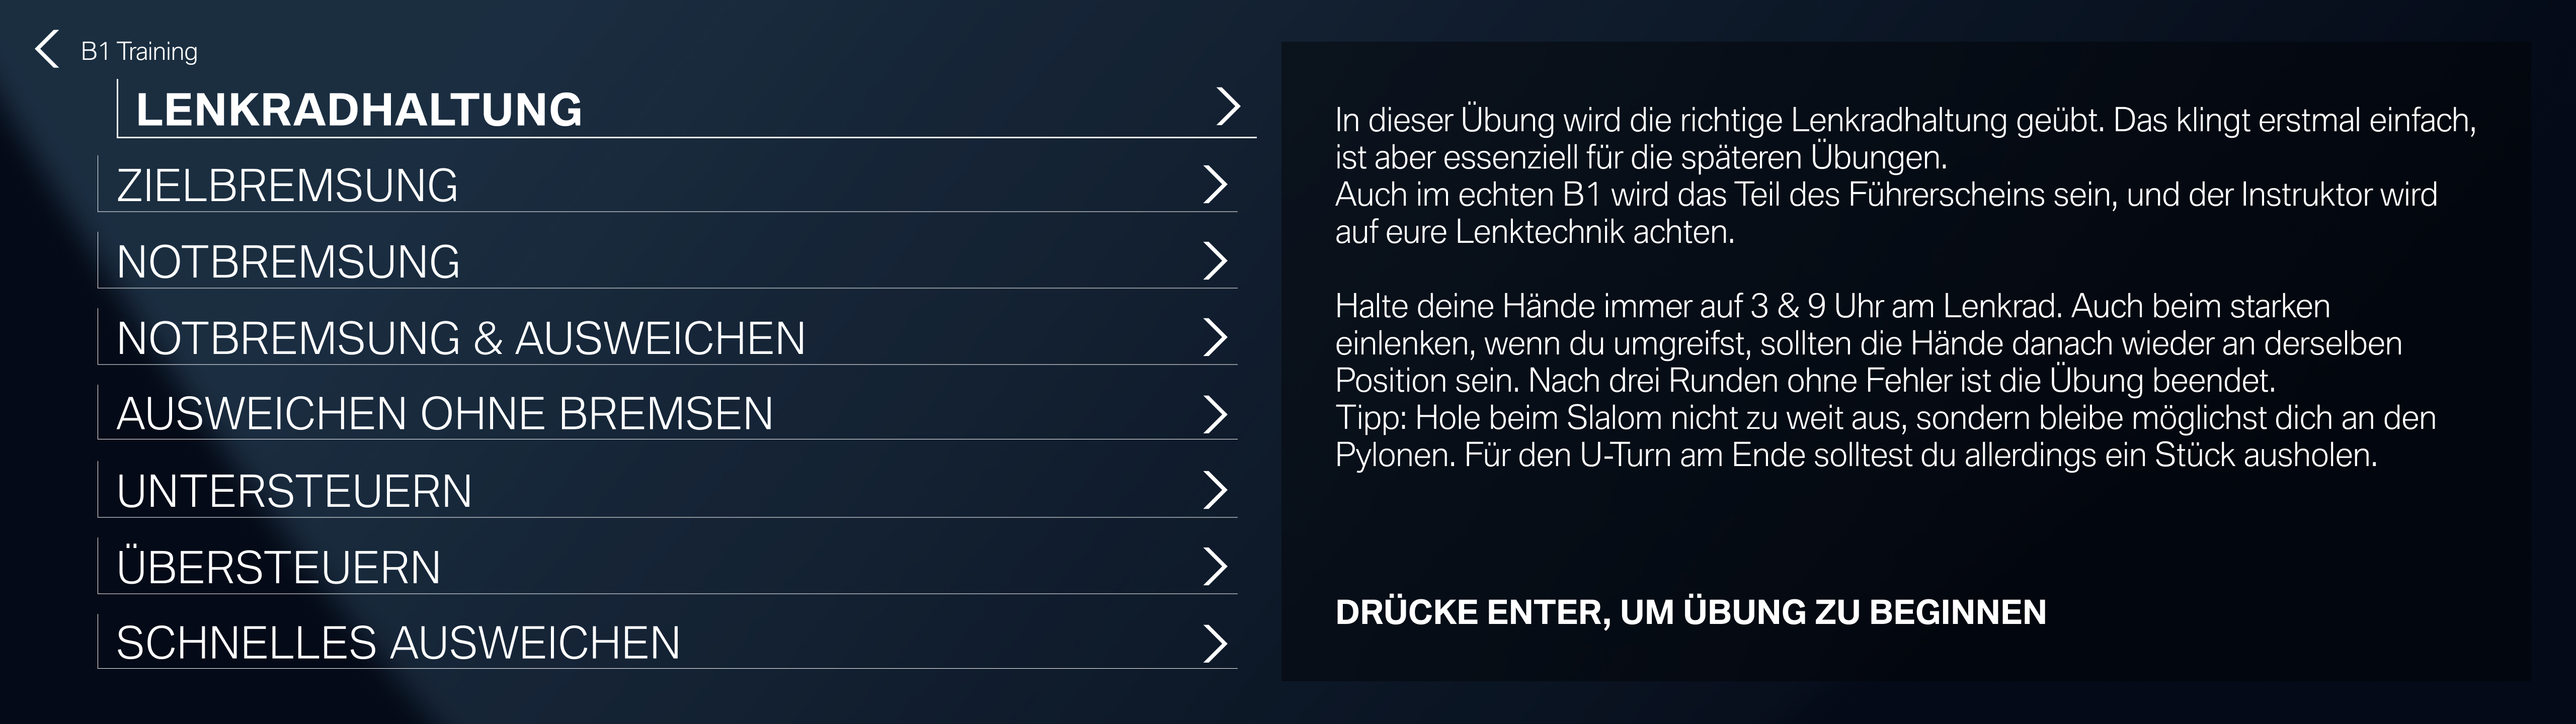 B1 Training
LENKRADHALTUNG
ZIELBREMSUNG
NOTBREMSUNG
NOTBREMSUNG & AUSWEICHEN
AUSWEICHEN OHNE BREMSEN
UNTERSTEUERN
ÜBERSTEUERN
SCHNELLES AUSWEICHEN
In dieser Übung wird die richtige Lenkradhaltung geübt. Das klingt erstmal einfach,
ist aber essenziell für die späteren Übungen.
Auch im echten B1 wird das Teil des Führerscheins sein, und der Instruktor wird
auf eure Lenktechnik achten.
Halte deine Hände immer auf 3 & 9 Uhr am Lenkrad. Auch beim starken
einlenken, wenn du umgreifst, sollten die Hände danach wieder an derselben
Position sein. Nach drei Runden ohne Fehler ist die Übung beendet.
Tipp: Hole beim Slalom nicht zu weit aus, sondern bleibe möglichst dich an den
Pylonen. Für den U-Turn am Ende solltest du allerdings ein Stück ausholen.
DRÜCKE ENTER, UM ÜBUNG ZU BEGINNEN